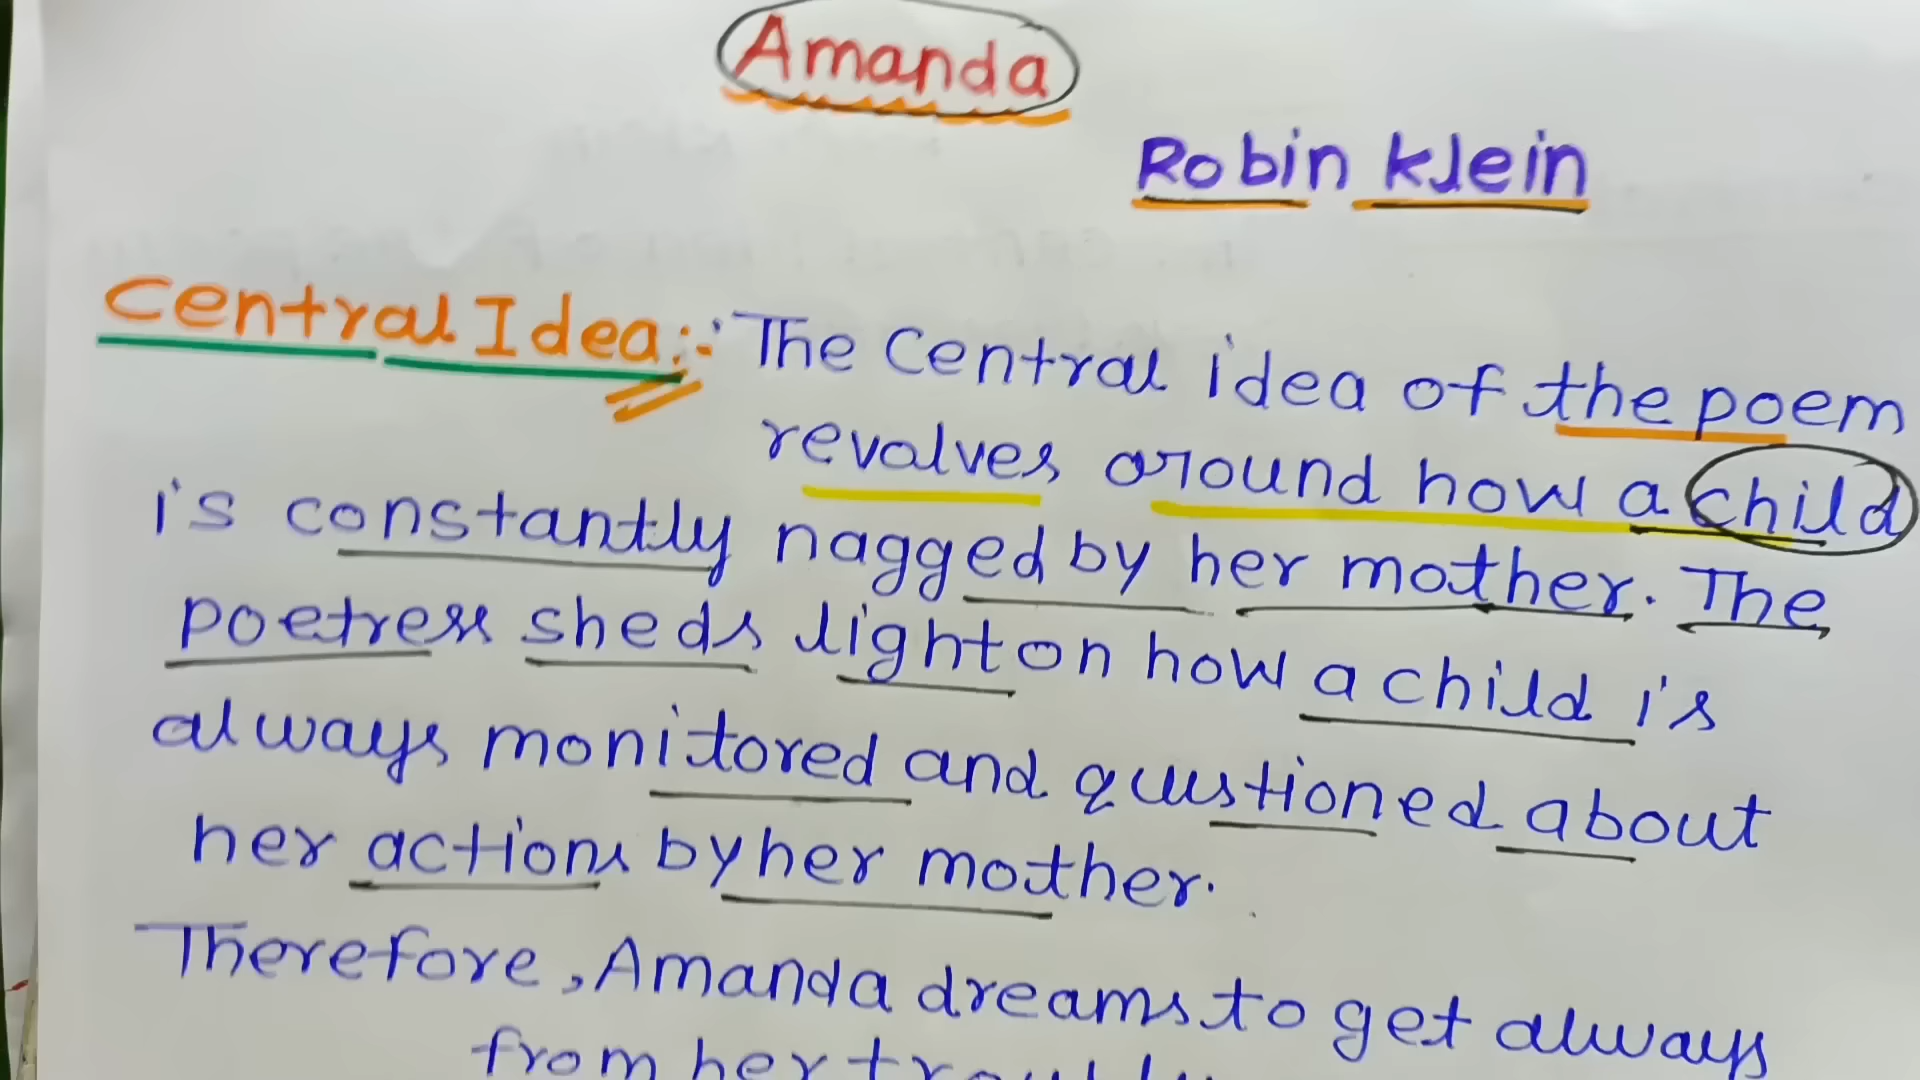 Amanda
Robin Klein
Central Idea:- The Central idea of the poem
revolves around how a child
is constantly nagged by her mother. The
poetress sheds light on how a child is
always monitored and questioned about
her actions by her mother.
Therefore, Amanda dreams to get always
from her